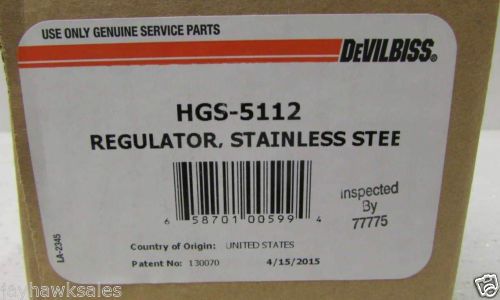 USE ONLY GENUINE SERVICE PARTS
DEVILBISS®
HGS-5112
REGULATOR, STAINLESS STEE
6 58701 00599 4
Inspected
By
77775
LA-2345
Country of Origin: UNITED STATES
Patent No: 130070 4/15/2015
jayhawksales